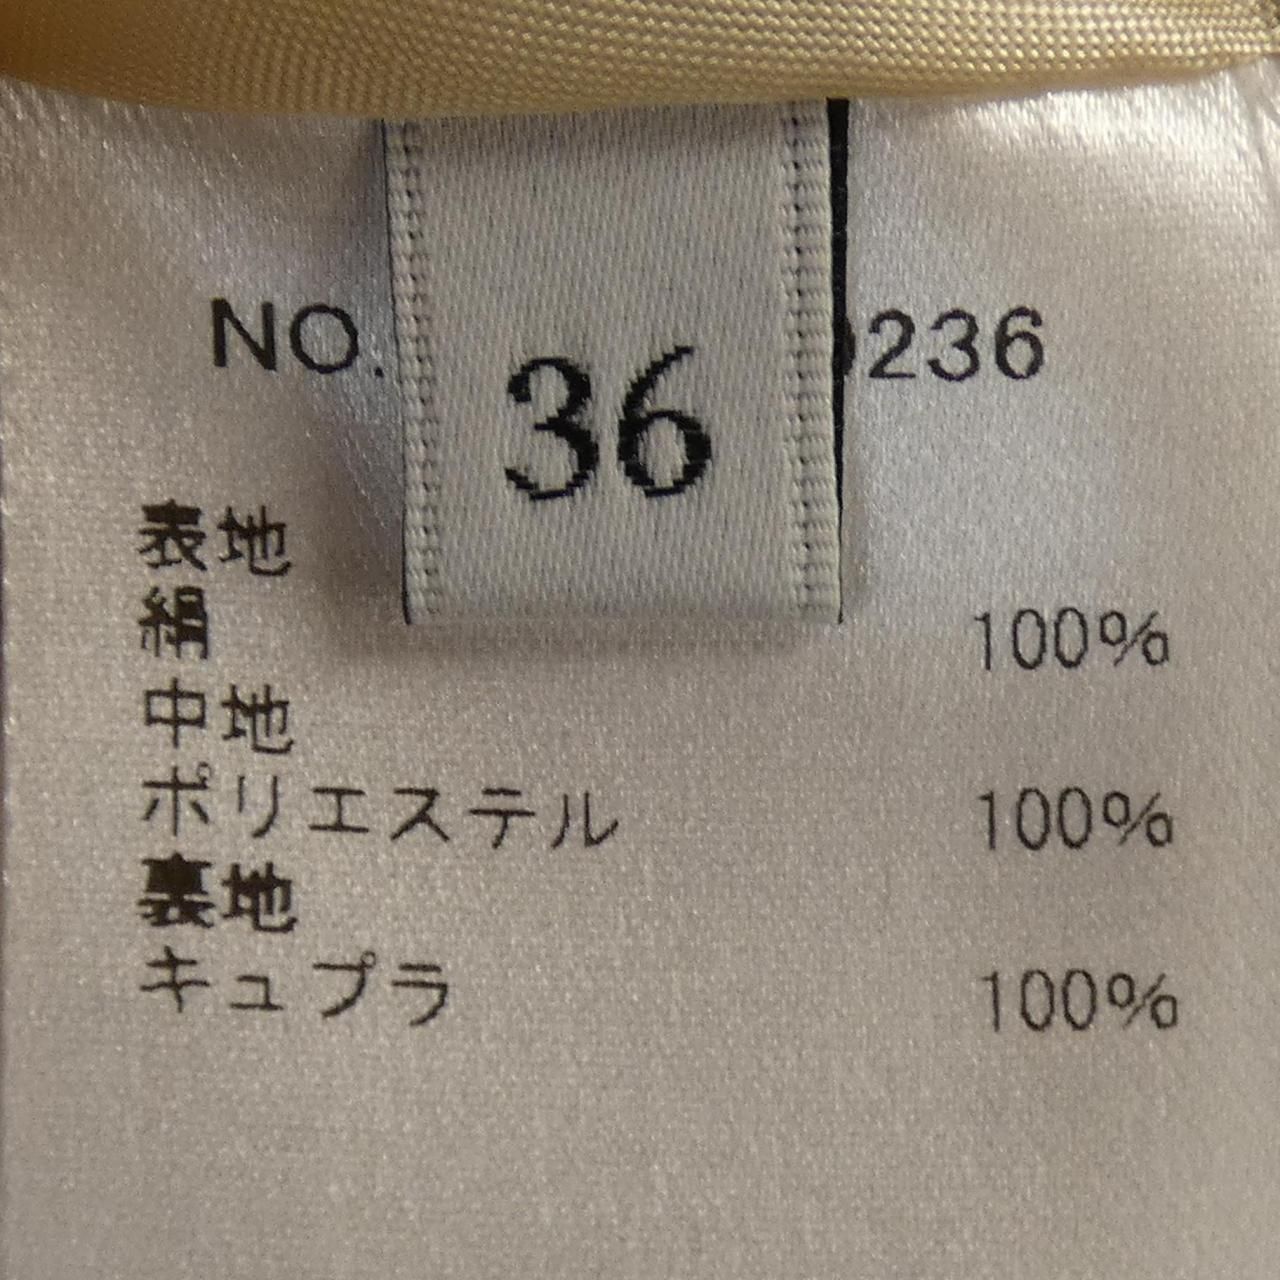 NO.
236
36
表地
絹 100%
中地
ポリエステル 100%
裏地
キュプラ 100%